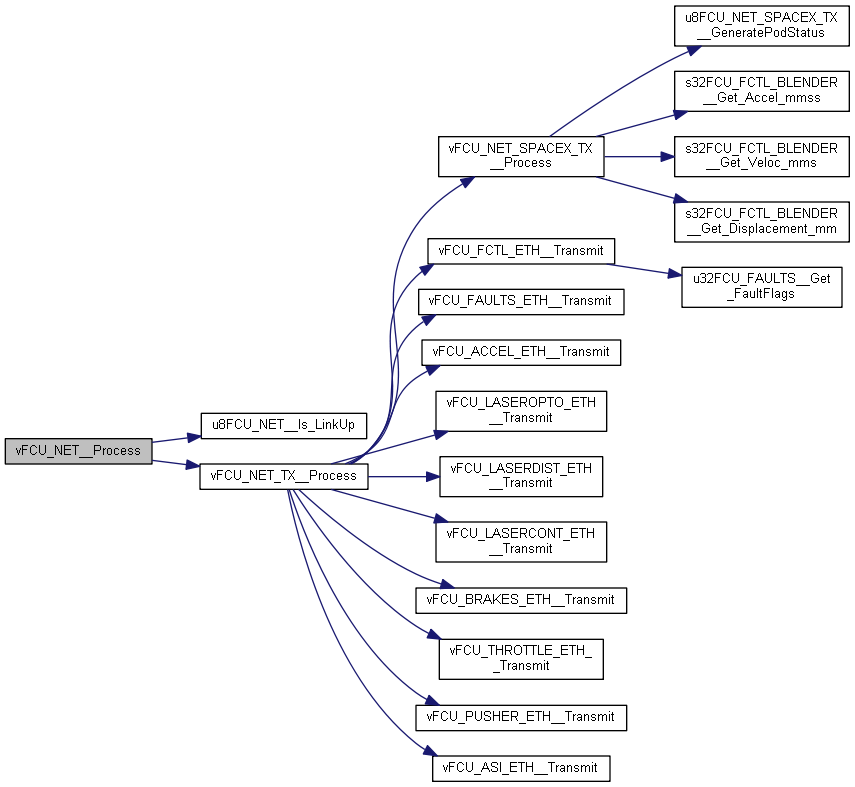 u8FCU_NET_SPACEX_TX
__GeneratePodStatus
s32FCU_FCTL_BLENDER
__Get_Accel_mmss
vFCU_NET_SPACEX_TX
__Process
s32FCU_FCTL_BLENDER
__Get_Veloc_mms
s32FCU_FCTL_BLENDER
__Get_Displacement_mm
vFCU_FCTL_ETH__Transmit
u32FCU_FAULTS__Get
_FaultFlags
vFCU_FAULTS_ETH__Transmit
vFCU_ACCEL_ETH__Transmit
vFCU_LASEROPTO_ETH
__Transmit
u8FCU_NET__Is_LinkUp
vFCU_NET__Process
vFCU_NET_TX__Process
vFCU_LASERDIST_ETH
__Transmit
vFCU_LASERCONT_ETH
__Transmit
vFCU_BRAKES_ETH__Transmit
vFCU_THROTTLE_ETH_
_Transmit
vFCU_PUSHER_ETH__Transmit
vFCU_ASI_ETH__Transmit